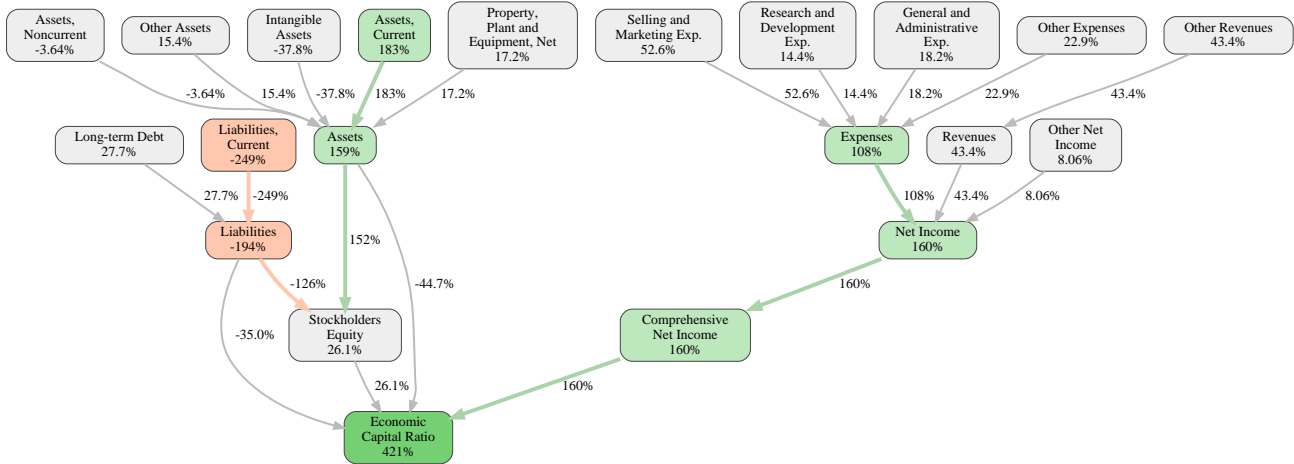 Assets,
Noncurrent
-3.64%
Other Assets
15.4%
Intangible
Assets
-37.8%
Assets,
Current
183%
Property,
Plant and
Equipment, Net
17.2%
Selling and
Marketing Exp.
52.6%
Research and
Development
Exp.
14.4%
General and
Administrative
Exp.
18.2%
Other Expenses
22.9%
Other Revenues
43.4%
-3.64%
15.4%
-37.8%
183%
17.2%
52.6%
14.4%
18.2%
22.9%
43.4%
Long-term Debt
27.7%
Liabilities,
Current
-249%
Assets
159%
Expenses
108%
Revenues
43.4%
Other Net
Income
8.06%
27.7%
-249%
152%
-44.7%
108%
43.4%
8.06%
Liabilities
-194%
Net Income
160%
-126%
-35.0%
160%
Stockholders
Equity
26.1%
Comprehensive
Net Income
160%
26.1%
160%
Economic
Capital Ratio
421%